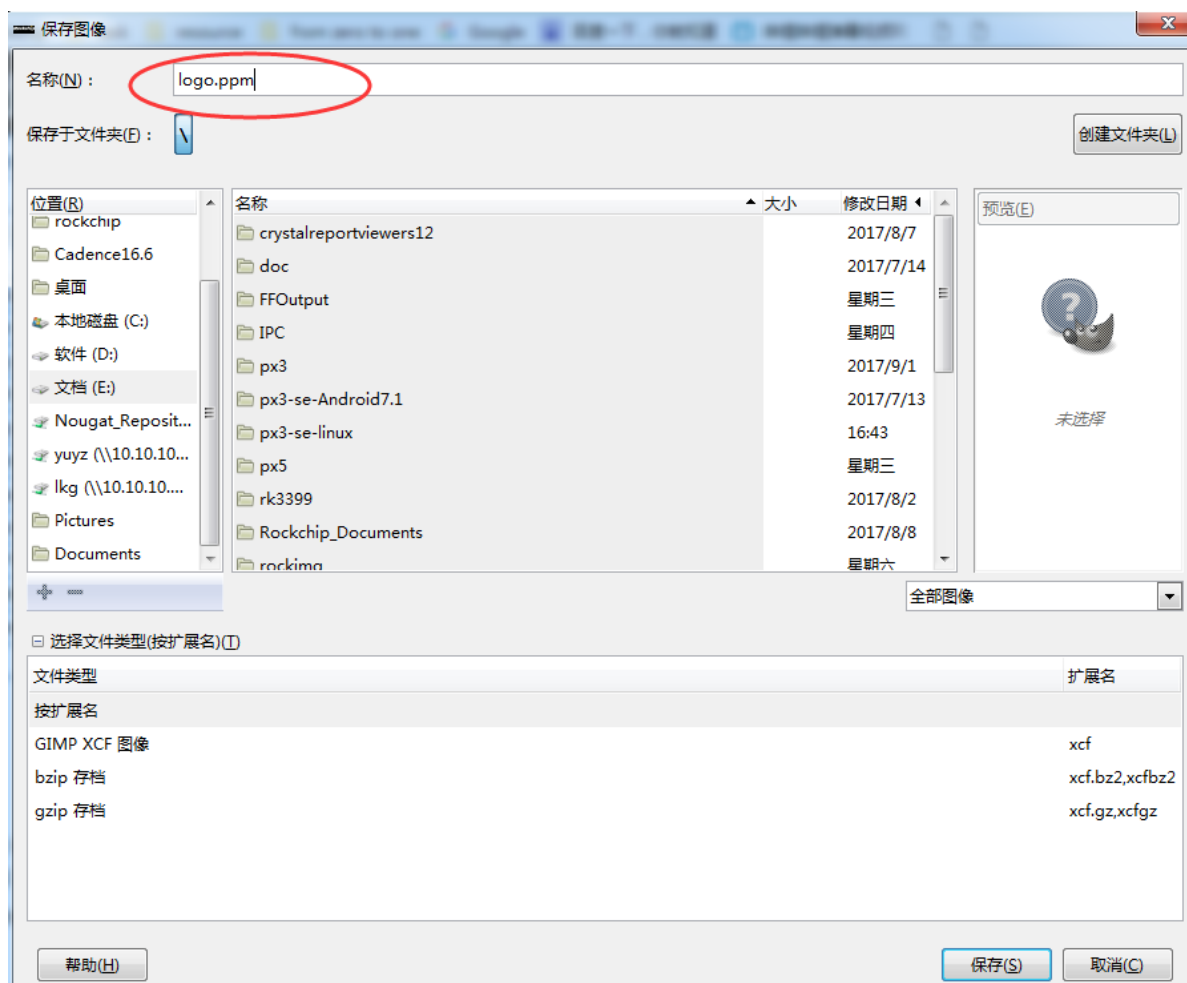 保存图像
名称(N)： logo.ppm
保存于文件夹(F)： \ 创建文件夹(L)
位置(R)
rockchip
Cadence16.6
桌面
本地磁盘 (C:)
软件 (D:)
文档 (E:)
Nougat_Reposit...
yuyz (\\10.10.10...
lkg (\\10.10.10....
Pictures
Documents
名称 大小 修改日期
crystalreportviewers12 2017/8/7
doc 2017/7/14
FFOutput 星期三
IPC 星期四
px3 2017/9/1
px3-se-Android7.1 2017/7/13
px3-se-linux 16:43
px5 星期三
rk3399 2017/8/2
Rockchip_Documents 2017/8/8
rockimg 星期六
预览(E)
未选择
全部图像
选择文件类型(按扩展名)(T)
文件类型 扩展名
按扩展名
GIMP XCF 图像 xcf
bzip 存档 xcf.bz2,xcfbz2
gzip 存档 xcf.gz,xcfgz
帮助(H) 保存(S) 取消(C)